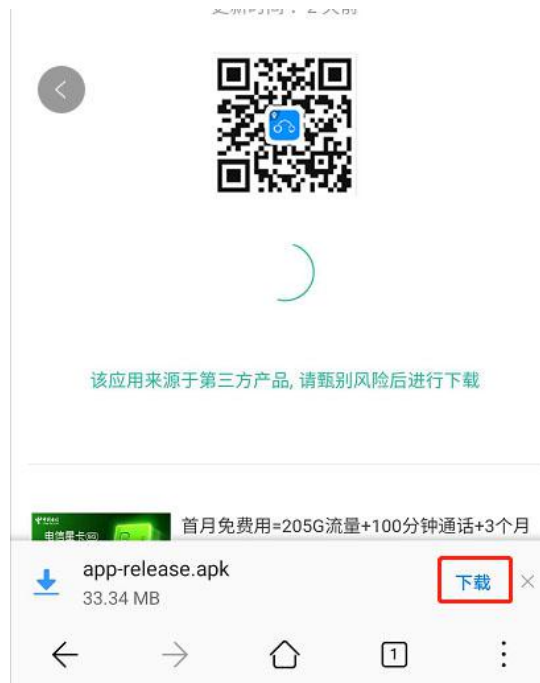 该应用来源于第三方产品, 请甄别风险后进行下载
首月免费用=205G流量+100分钟通话+3个月
app-release.apk
33.34 MB
下载
1